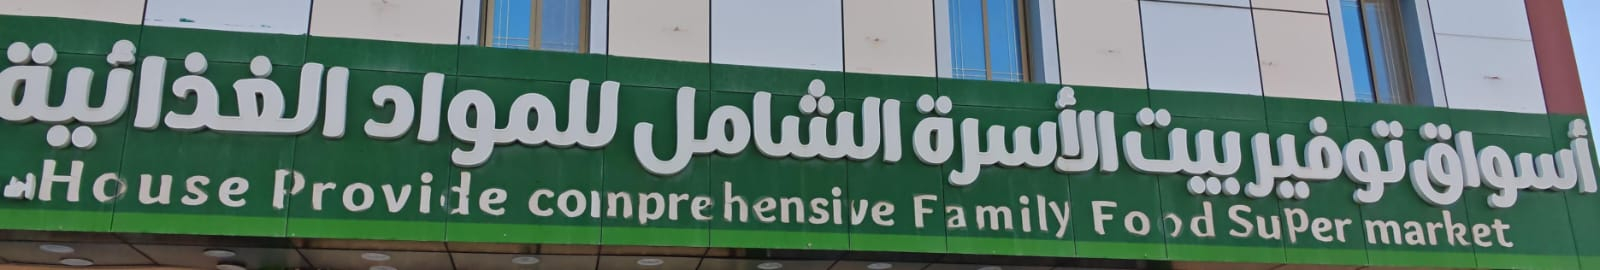 أسواق توفير بيت الأسرة الشامل للمواد الغذائية
House Provide comprehensive Family Food SuPer market